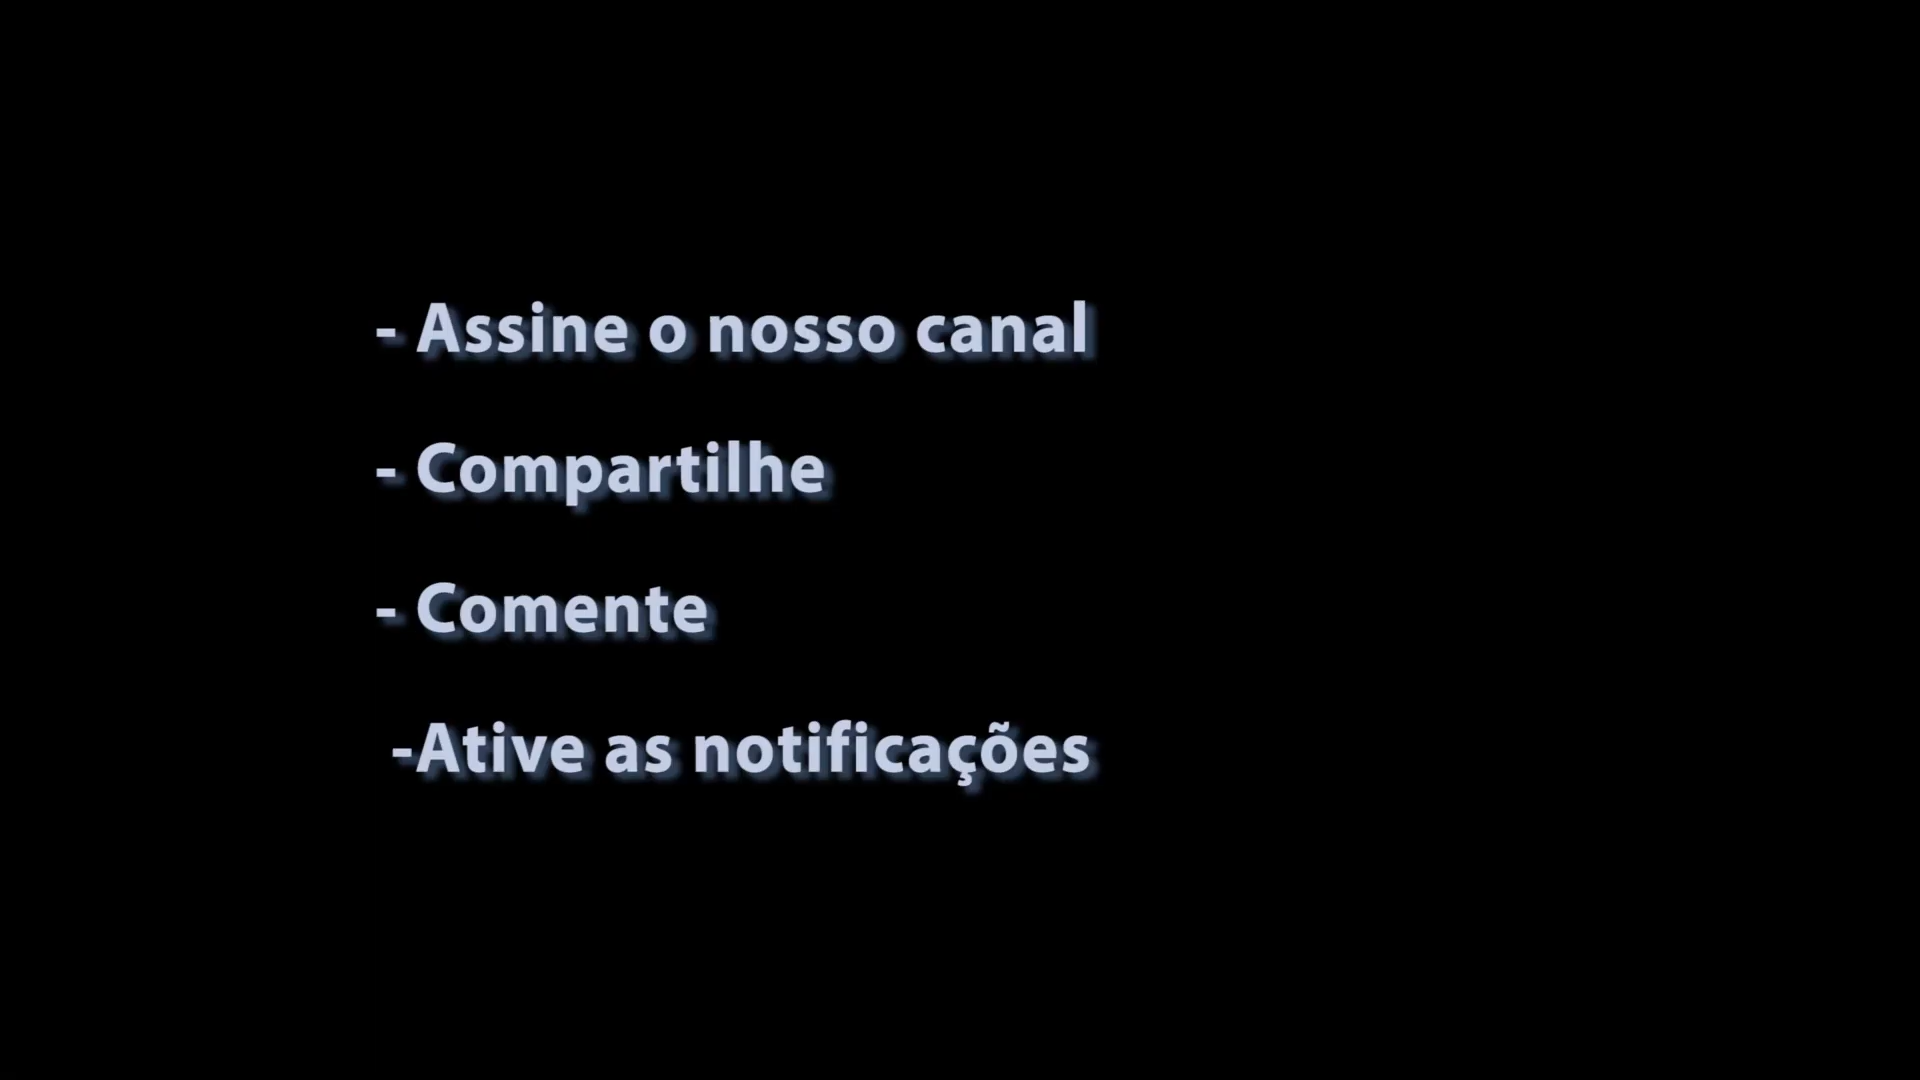 - Assine o nosso canal
- Compartilhe
- Comente
-Ative as notificações